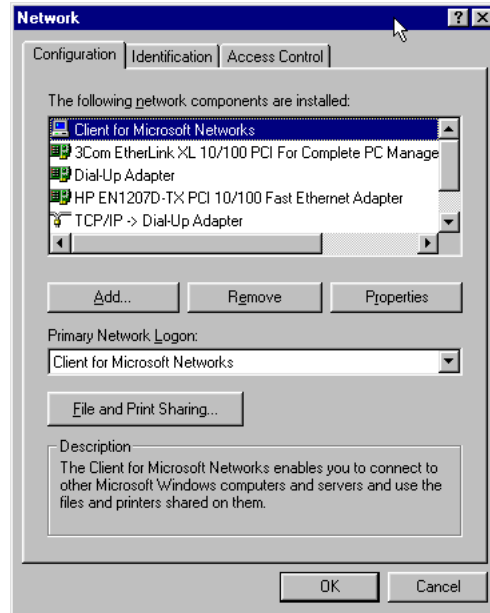 Network
Configuration Identification Access Control
The following network components are installed:
Client for Microsoft Networks
3Com EtherLink XL 10/100 PCI For Complete PC Manage
Dial-Up Adapter
HP EN1207D-TX PCI 10/100 Fast Ethernet Adapter
TCP/IP -> Dial-Up Adapter
Add... Remove Properties
Primary Network Logon:
Client for Microsoft Networks
File and Print Sharing...
Description
The Client for Microsoft Networks enables you to connect to
other Microsoft Windows computers and servers and use the
files and printers shared on them.
OK Cancel